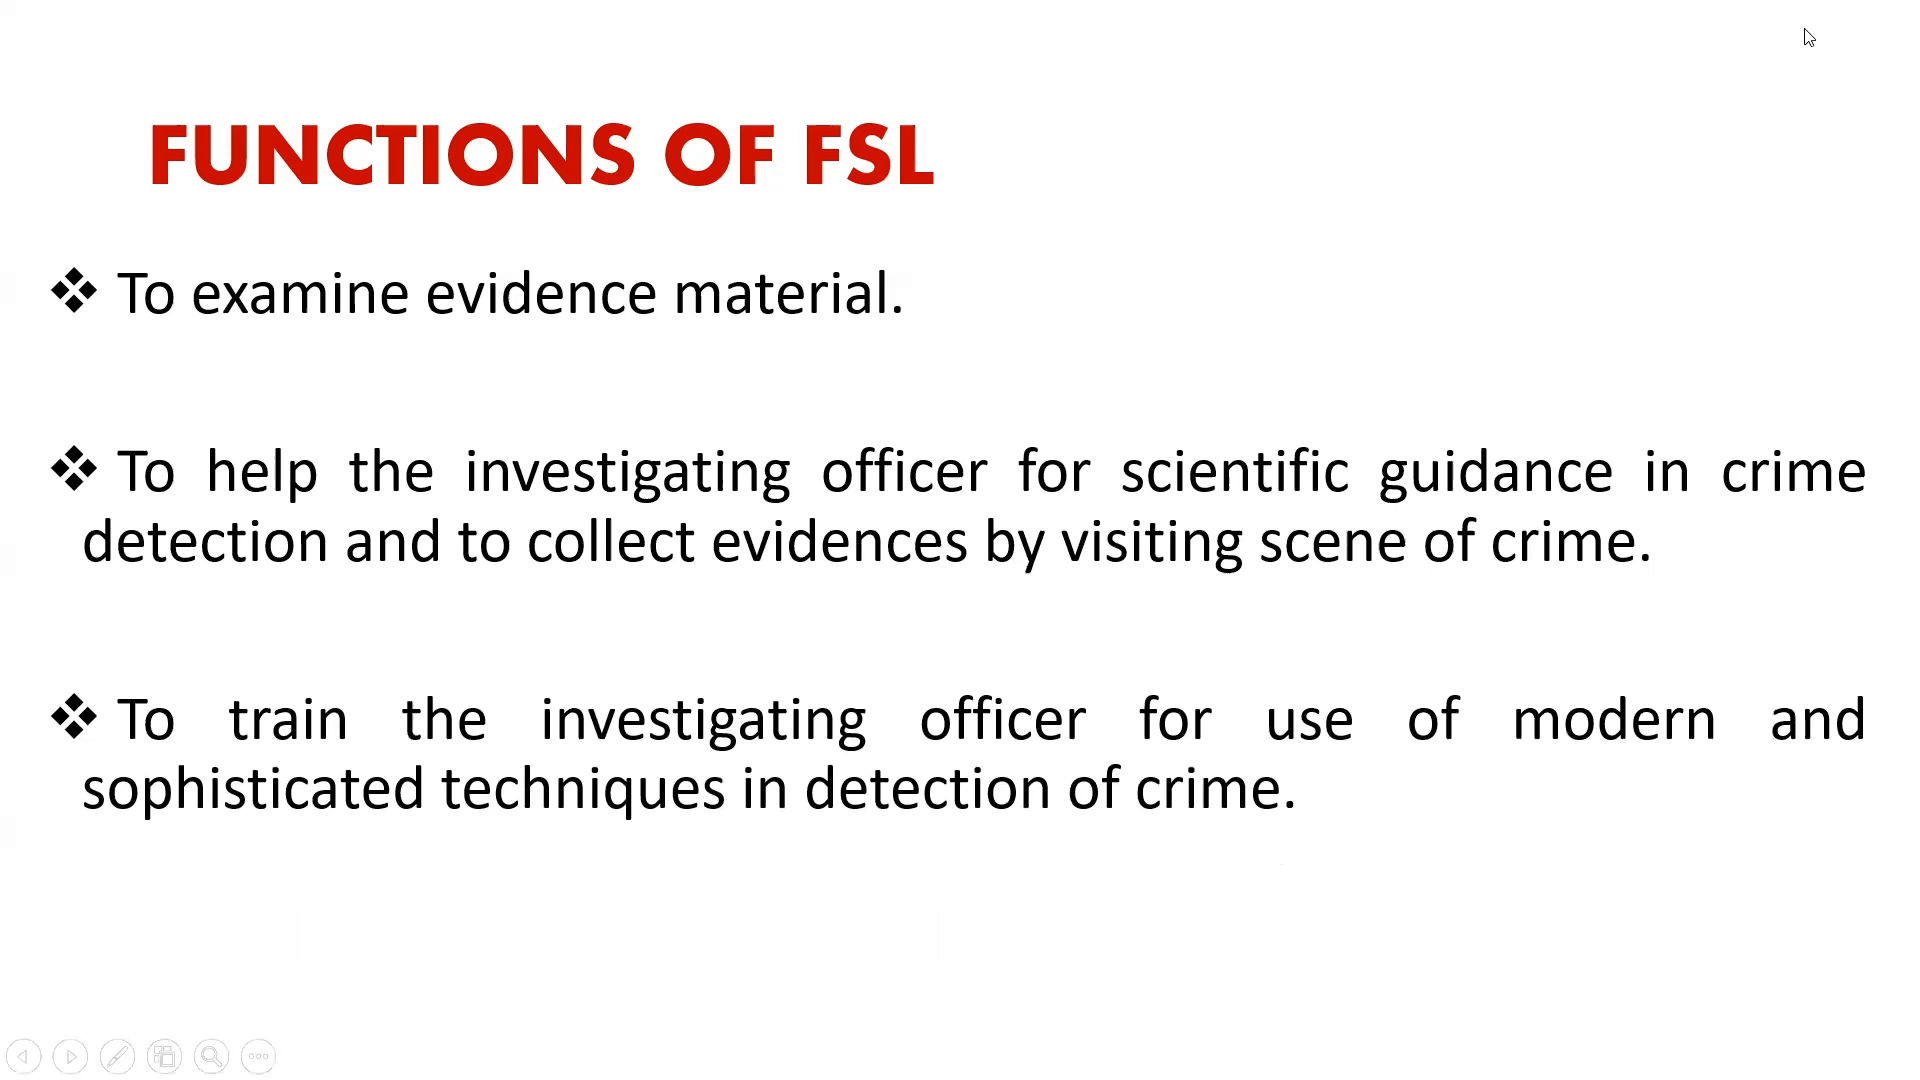 FUNCTIONS OF FSL
❖ To examine evidence material.
❖ To help the investigating officer for scientific guidance in crime
detection and to collect evidences by visiting scene of crime.
❖ To train the investigating officer for use of modern and
sophisticated techniques in detection of crime.